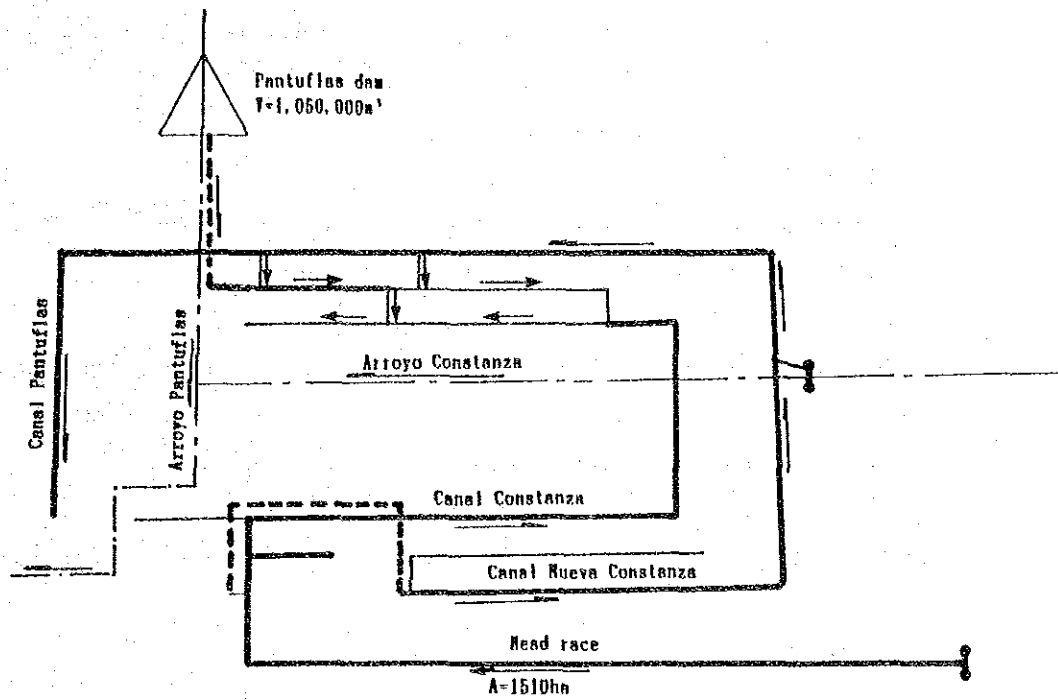 Pantuflas dam
V=1,050,000m³
Canal Pantuflas
Arroyo Pantuflas
Arroyo Constanza
Canal Constanza
Canal Nueva Constanza
Head race
A=1510ha